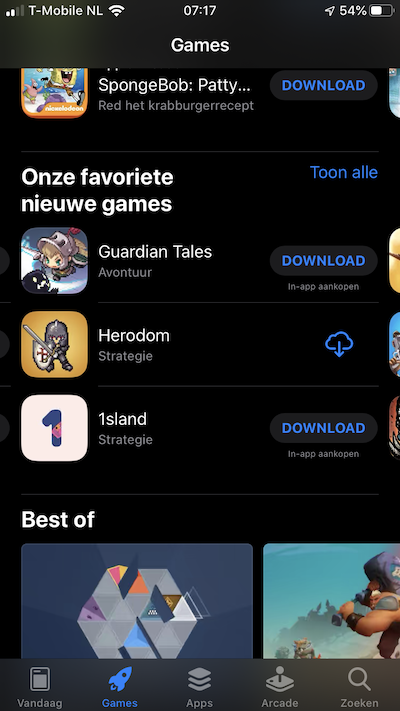 T-Mobile NL 07:17 54%
Games
SpongeBob: Patty... DOWNLOAD
Red het krabburgerrecept
nickelodeon
Onze favoriete Toon alle
nieuwe games
Guardian Tales
Avontuur
DOWNLOAD
In-app aankopen
Herodom
Strategie
1
1sland
Strategie
DOWNLOAD
In-app aankopen
Best of
Vandaag Games Apps Arcade Zoeken